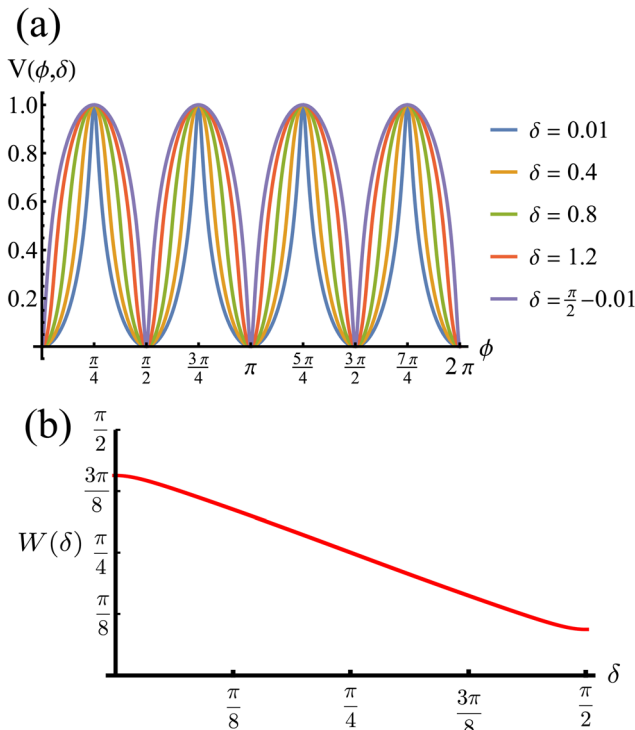 (a)
V(ϕ,δ)
1.0
0.8
0.6
0.4
0.2
π/4 π/2 3π/4 π 5π/4 3π/2 7π/4 2π ϕ
δ = 0.01
δ = 0.4
δ = 0.8
δ = 1.2
δ = π/2 − 0.01
(b)
π/2
3π/8
W(δ) π/4
π/8
π/8 π/4 3π/8 π/2 δ